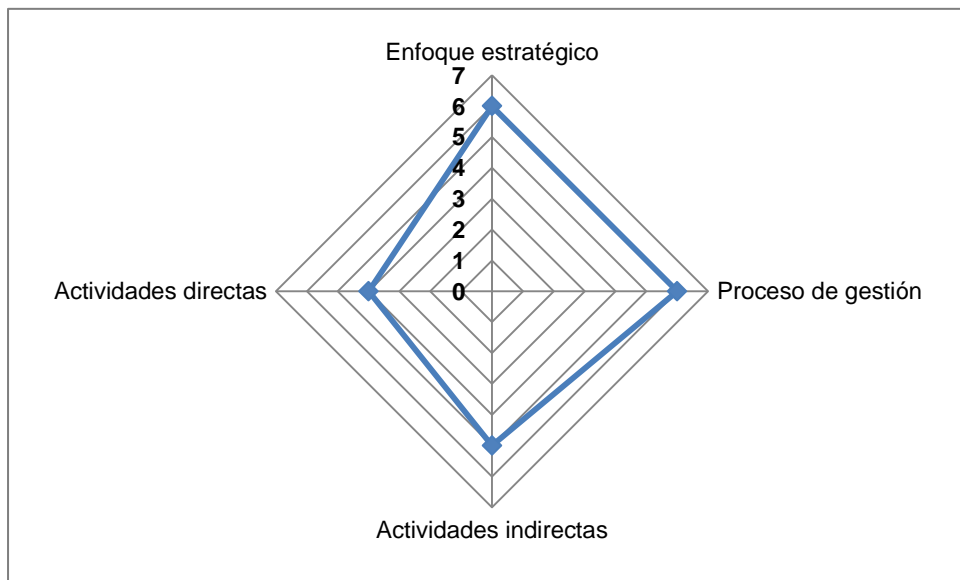 Enfoque estratégico
7
6
5
4
3
2
1
0
Actividades directas
Proceso de gestión
Actividades indirectas